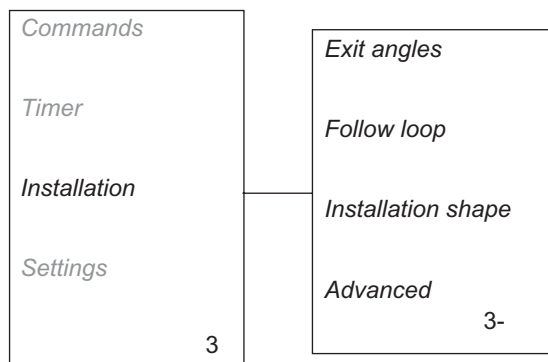 Commands
Timer
Installation
Settings
3
Exit angles
Follow loop
Installation shape
Advanced
3-